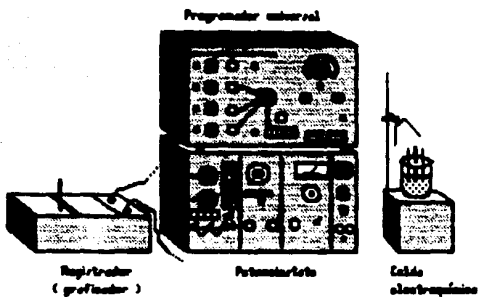 Programador universal
Registrador
( graficador )
Potenciostato
Celda
electroquímica